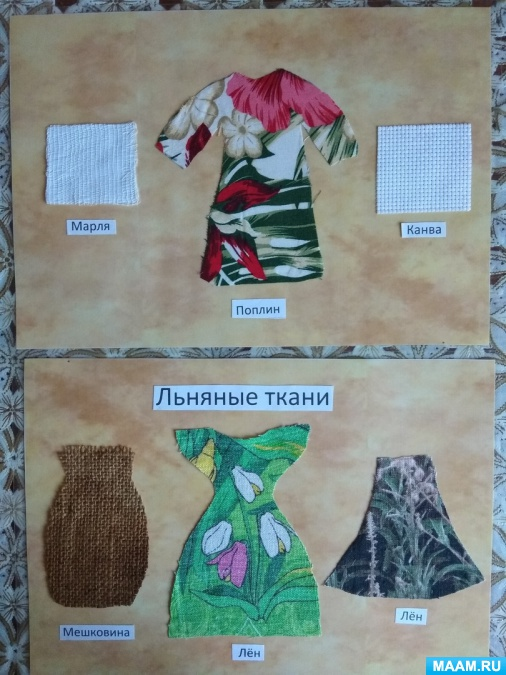 Марля
Канва
Поплин
Льняные ткани
Мешковина
Лён
Лён
MAAM.RU